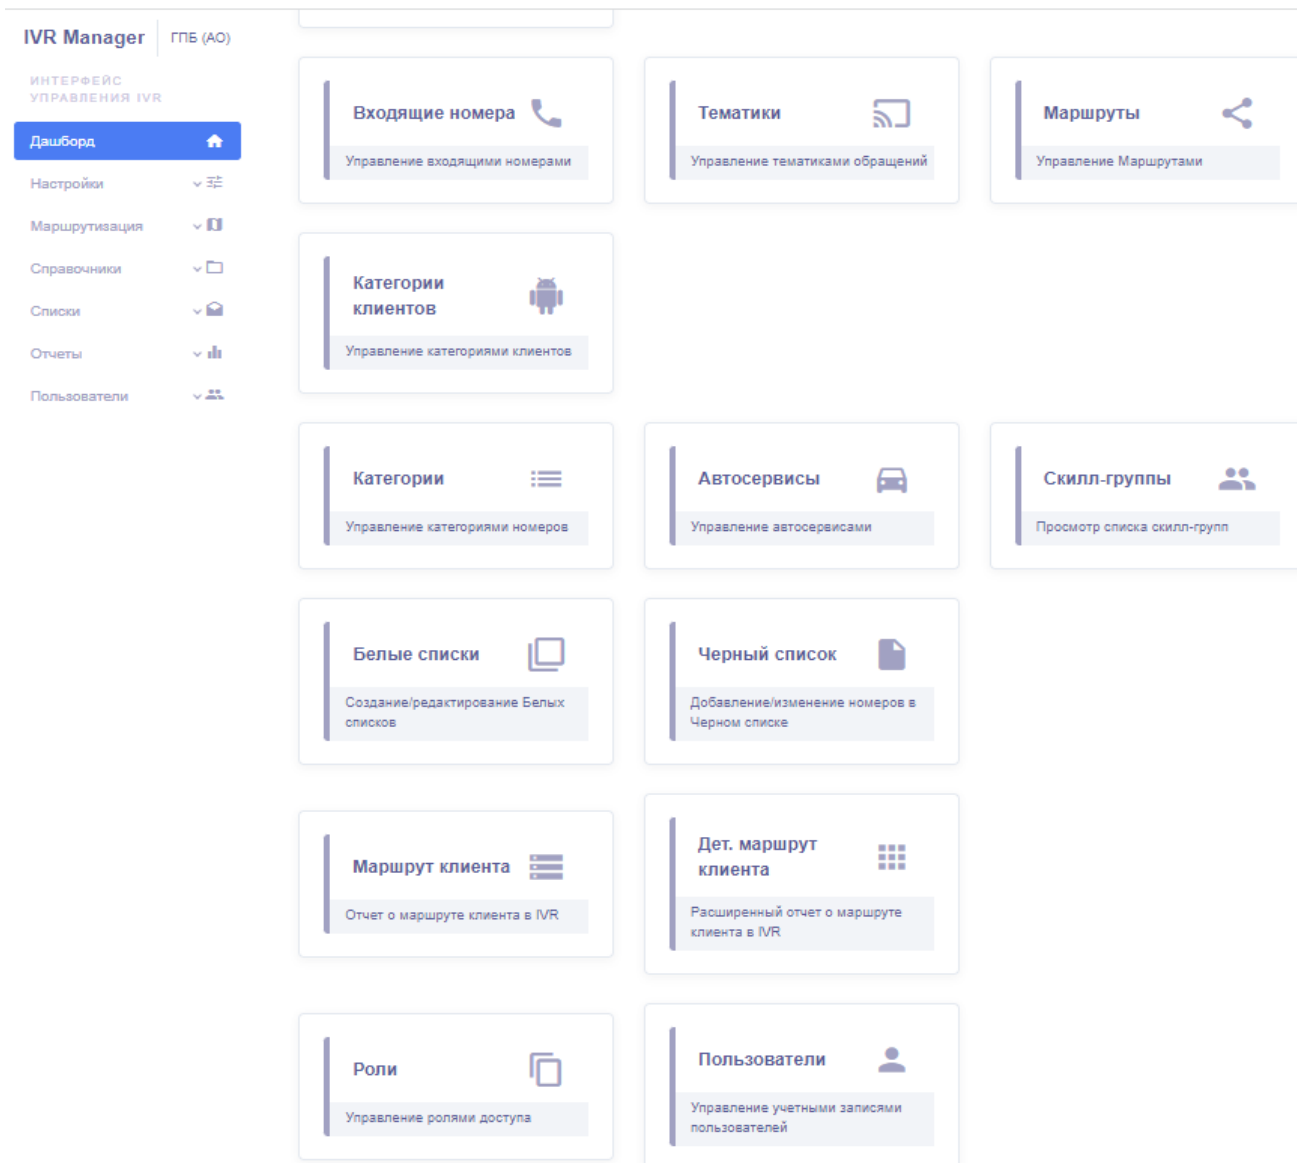 IVR Manager
ГПБ (АО)
ИНТЕРФЕЙС
УПРАВЛЕНИЯ IVR
Дашборд
Настройки
Маршрутизация
Справочники
Списки
Отчеты
Пользователи
Входящие номера
Управление входящими номерами
Тематики
Управление тематиками обращений
Маршруты
Управление Маршрутами
Категории
клиентов
Управление категориями клиентов
Категории
Управление категориями номеров
Автосервисы
Управление автосервисами
Скилл-группы
Просмотр списка скилл-групп
Белые списки
Создание/редактирование Белых
списков
Черный список
Добавление/изменение номеров в
Черном списке
Маршрут клиента
Отчет о маршруте клиента в IVR
Дет. маршрут
клиента
Расширенный отчет о маршруте
клиента в IVR
Роли
Управление ролями доступа
Пользователи
Управление учетными записями
пользователей